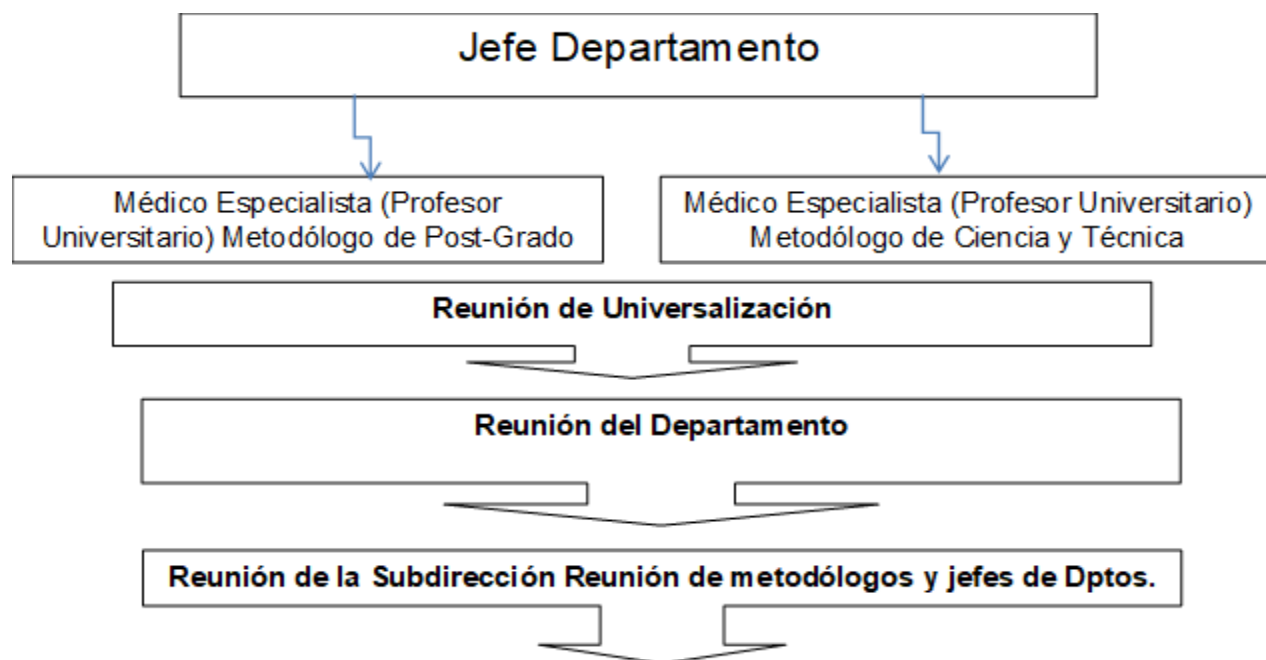 Jefe Departamento
Médico Especialista (Profesor
Universitario) Metodólogo de Post-Grado
Médico Especialista (Profesor Universitario)
Metodólogo de Ciencia y Técnica
Reunión de Universalización
Reunión del Departamento
Reunión de la Subdirección Reunión de metodólogos y jefes de Dptos.